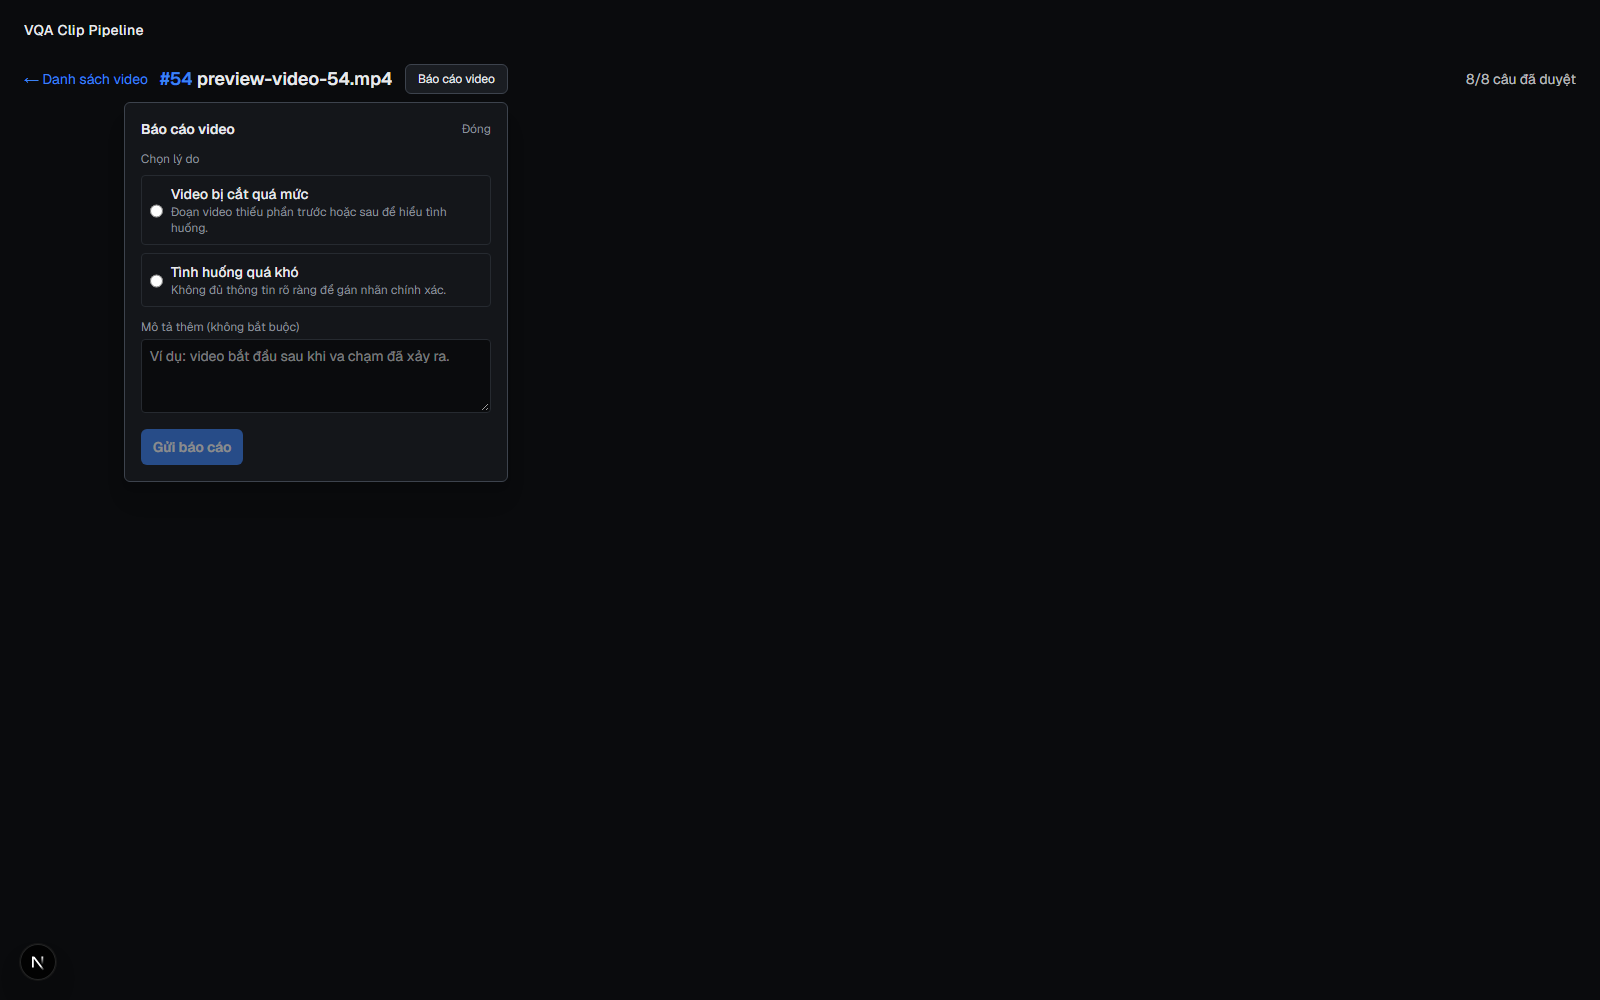 VQA Clip Pipeline
← Danh sách video #54 preview-video-54.mp4 Báo cáo video 8/8 câu đã duyệt
Báo cáo video Đóng
Chọn lý do
Video bị cắt quá mức
Đoạn video thiếu phần trước hoặc sau để hiểu tình
huống.
Tình huống quá khó
Không đủ thông tin rõ ràng để gán nhãn chính xác.
Mô tả thêm (không bắt buộc)
Ví dụ: video bắt đầu sau khi va chạm đã xảy ra.
Gửi báo cáo
N